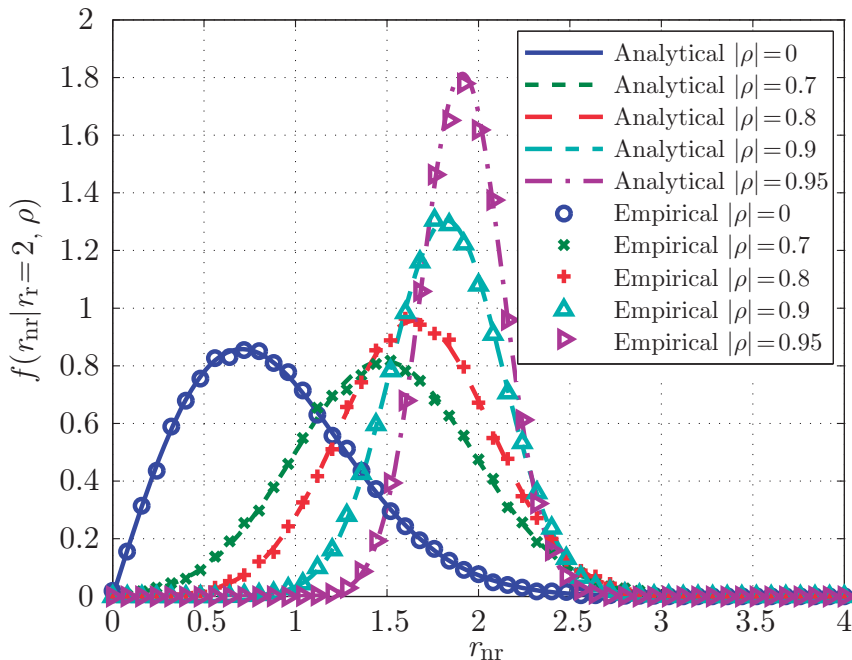 2
1.8
1.6
1.4
1.2
1
0.8
0.6
0.4
0.2
0
0 0.5 1 1.5 2 2.5 3 3.5 4
f(r_nr|r_r=2, ρ)
r_nr
Analytical |ρ|=0
Analytical |ρ|=0.7
Analytical |ρ|=0.8
Analytical |ρ|=0.9
Analytical |ρ|=0.95
Empirical |ρ|=0
Empirical |ρ|=0.7
Empirical |ρ|=0.8
Empirical |ρ|=0.9
Empirical |ρ|=0.95